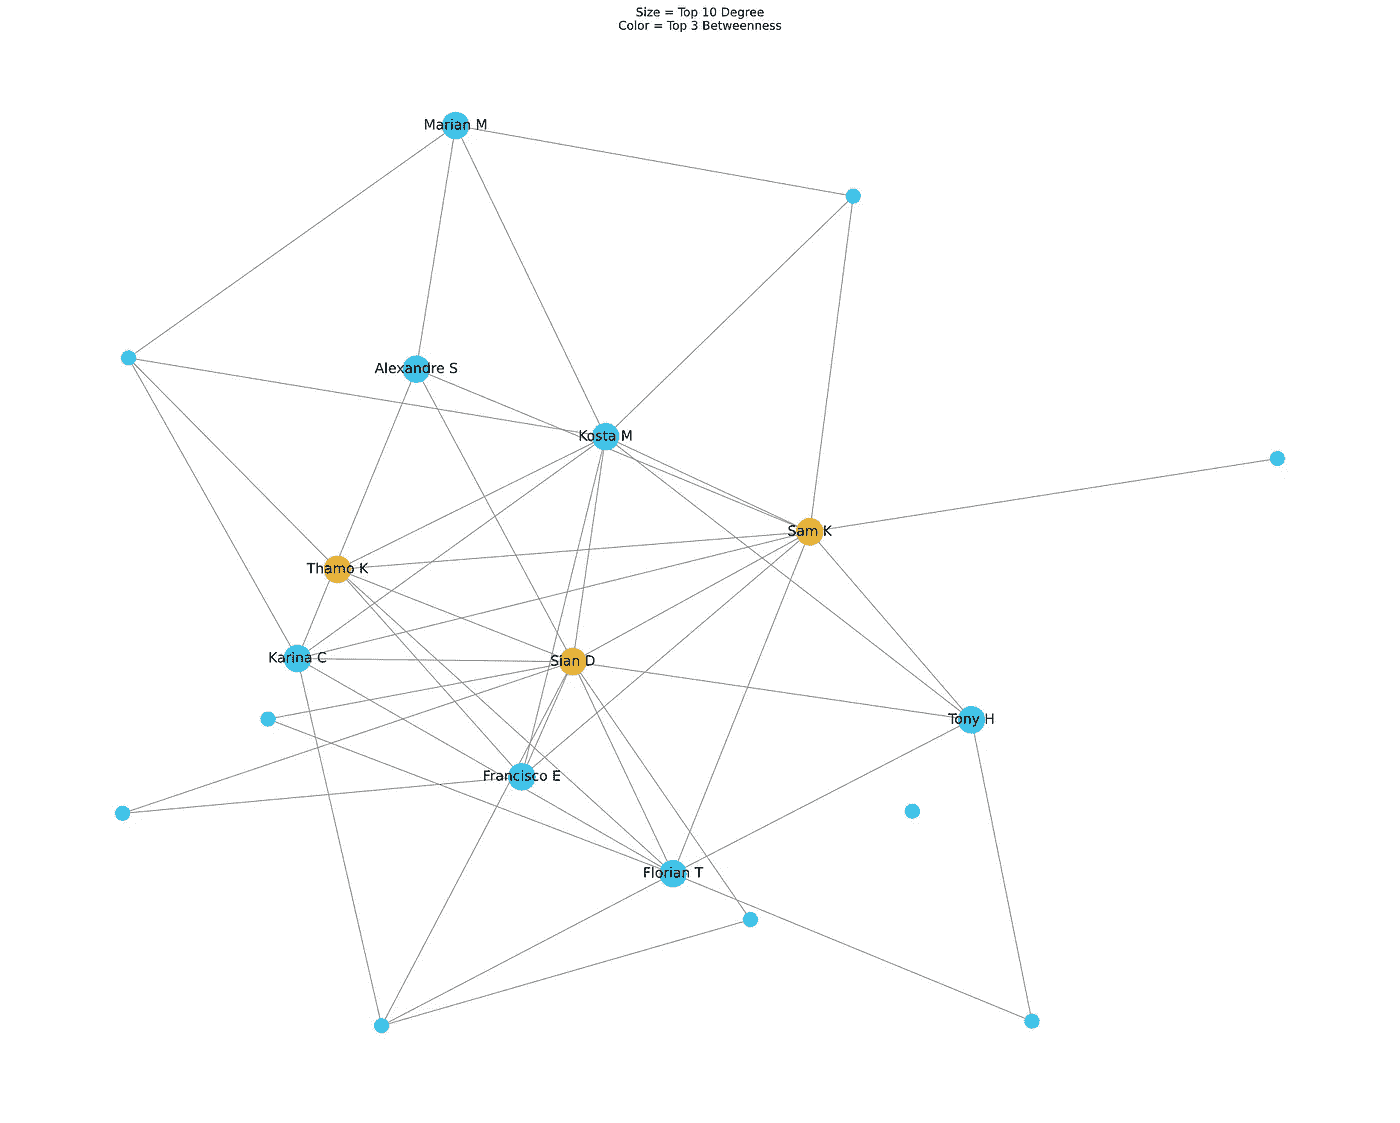 Size = Top 10 Degree
Color = Top 3 Betweenness
Marian M
Alexandre S
Kosta M
Sam K
Thamo K
Karina C
Sian D
Tony H
Francisco E
Florian T